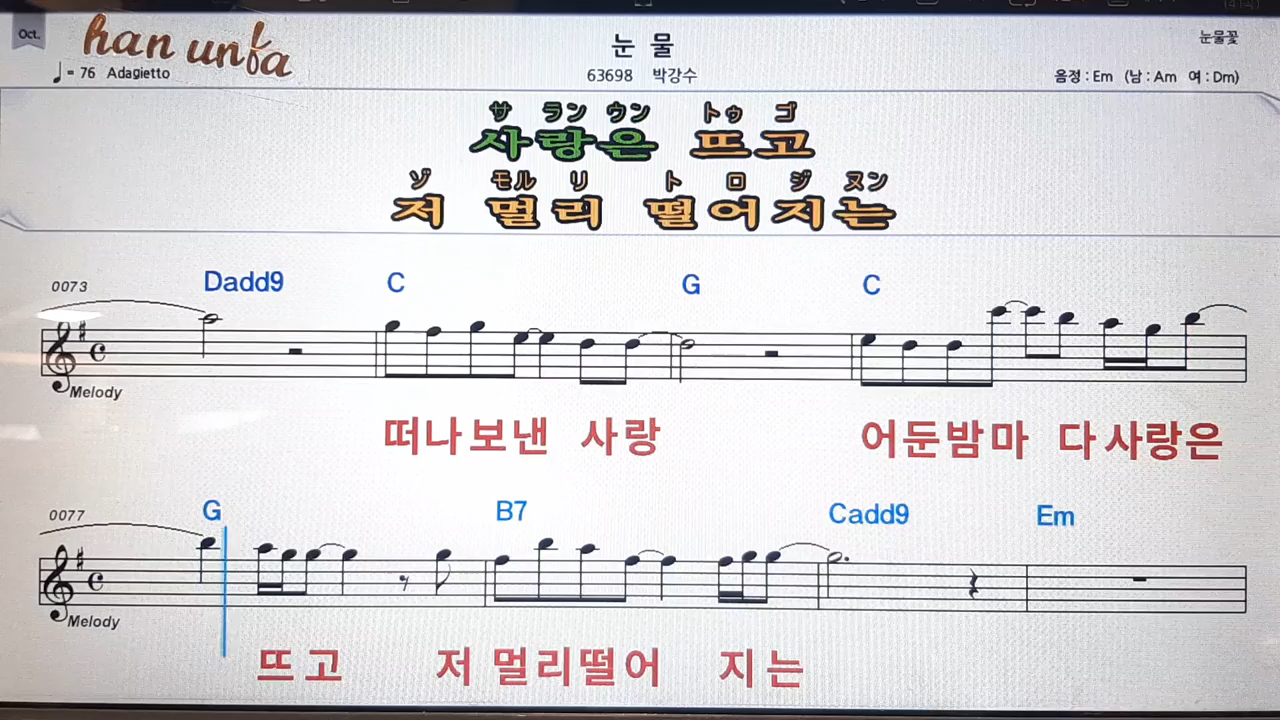 Oct.
han unfa
눈 물
눈물꽃
♩= 76 Adagietto
63698 박강수
음정 : Em (남 : Am 여 : Dm)
サ ラン ウン トゥ ゴ
사랑은 뜨고
ゾ モル リ ト ロ ジ ヌン
저 멀리 떨어지는
0073 Dadd9 C G C
Melody
떠나보낸 사랑 어둔밤마 다사랑은
0077 G B7 Cadd9 Em
Melody
뜨고 저 멀리떨어 지는